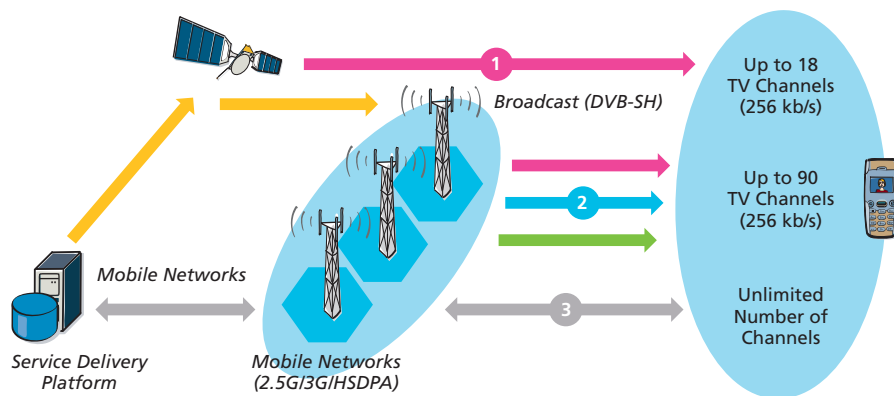 1
Up to 18
TV Channels
(256 kb/s)
Broadcast (DVB-SH)
2
Up to 90
TV Channels
(256 kb/s)
Mobile Networks
3
Unlimited
Number of
Channels
Service Delivery
Platform
Mobile Networks
(2.5G/3G/HSDPA)